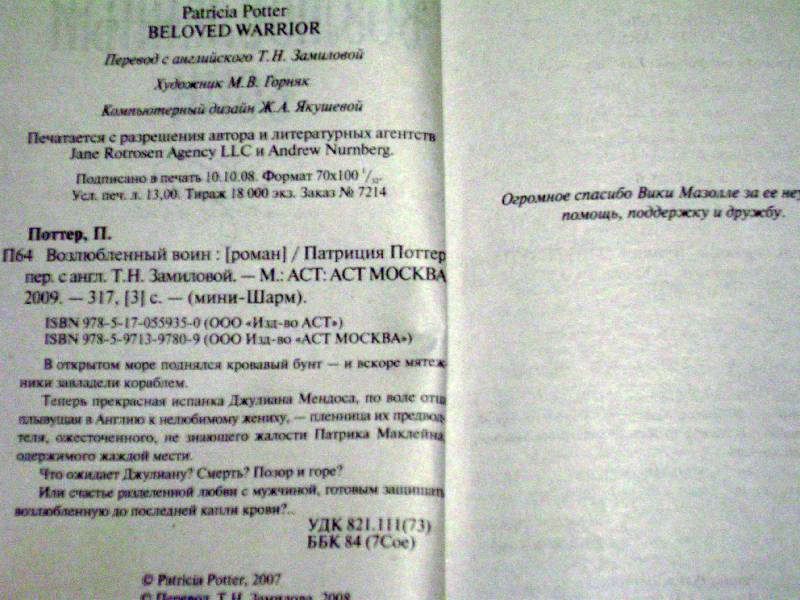 Patricia Potter
BELOVED WARRIOR
Перевод с английского Т.Н. Замиловой
Художник М.В. Горняк
Компьютерный дизайн Ж.А. Якушевой
Печатается с разрешения автора и литературных агентств
Jane Rotrosen Agency LLC и Andrew Nurnberg.
Подписано в печать 10.10.08. Формат 70x100 1/32.
Усл. печ. л. 13,00. Тираж 18 000 экз. Заказ № 7214
Поттер, П.
П64 Возлюбленный воин : [роман] / Патриция Поттер
пер. с англ. Т.Н. Замиловой. — М.: АСТ: АСТ МОСКВА
2009. — 317, [3] с. — (мини-Шарм).
ISBN 978-5-17-055935-0 (ООО «Изд-во АСТ»)
ISBN 978-5-9713-9780-9 (ООО Изд-во «АСТ МОСКВА»)
В открытом море поднялся кровавый бунт — и вскоре мятеж
ники завладели кораблем.
Теперь прекрасная испанка Джулиана Мендоса, по воле отца
плывущая в Англию к нелюбимому жениху, — пленница их предво
теля, ожесточенного, не знающего жалости Патрика Маклейна
одержимого жаждой мести.
Что ожидает Джулиану? Смерть? Позор и горе?
Или счастье разделенной любви с мужчиной, готовым защищать
возлюбленную до последней капли крови?..
УДК 821.111(73)
ББК 84 (7Сое)
© Patricia Potter, 2007
© Перевод. Т.Н. Замилова, 2008
Огромное спасибо Вики Мазолле за ее
помощь, поддержку и дружбу.